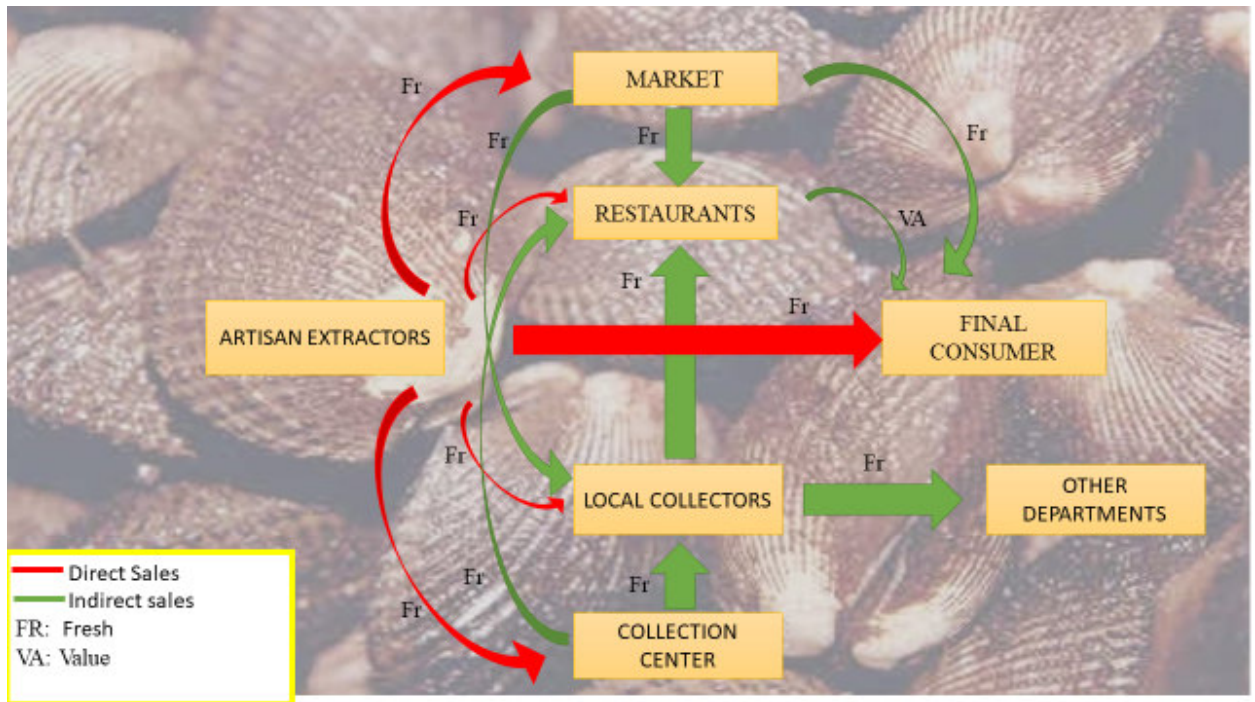 MARKET
Fr
Fr
Fr
Fr
RESTAURANTS
Fr
VA
Fr
Fr
ARTISAN EXTRACTORS
FINAL
CONSUMER
Fr
Fr
LOCAL COLLECTORS
OTHER
DEPARTMENTS
Fr
Fr
Fr
COLLECTION
CENTER
Direct Sales
Indirect sales
FR: Fresh
VA: Value